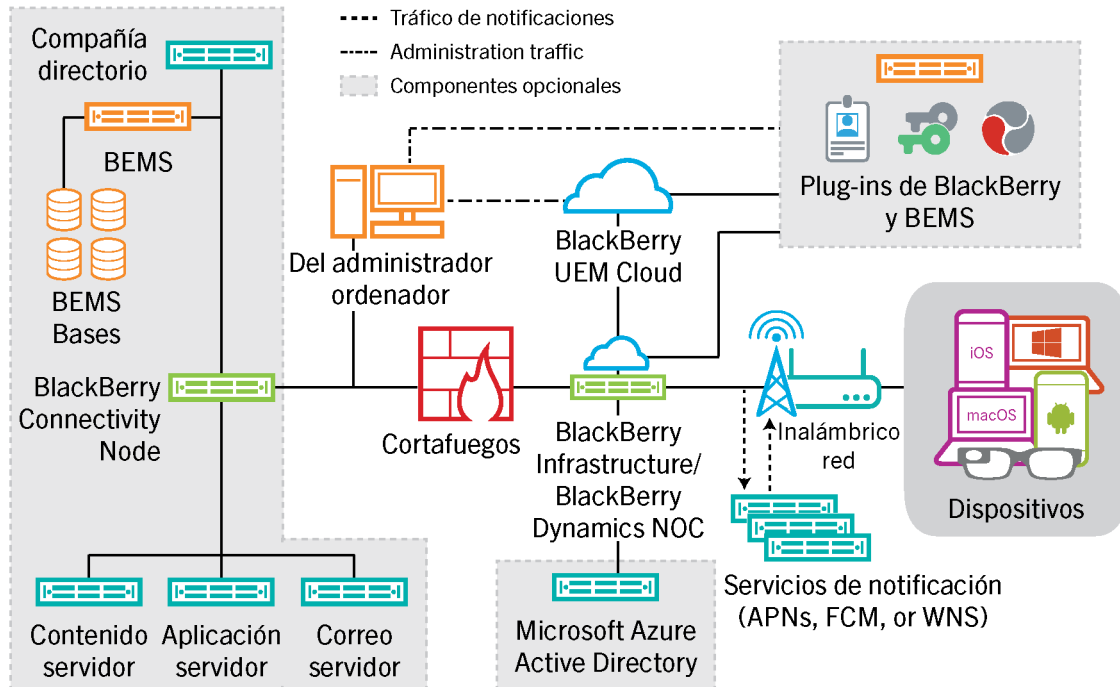 Compañía
directorio
BEMS
BEMS
Bases
BlackBerry
Connectivity
Node
Contenido
servidor
Aplicación
servidor
Correo
servidor
Tráfico de notificaciones
Administration traffic
Componentes opcionales
Del administrador
ordenador
Cortafuegos
BlackBerry
UEM Cloud
BlackBerry
Infrastructure/
BlackBerry
Dynamics NOC
Microsoft Azure
Active Directory
Plug-ins de BlackBerry
y BEMS
Inalámbrico
red
Servicios de notificación
(APNs, FCM, or WNS)
iOS
macOS
Dispositivos